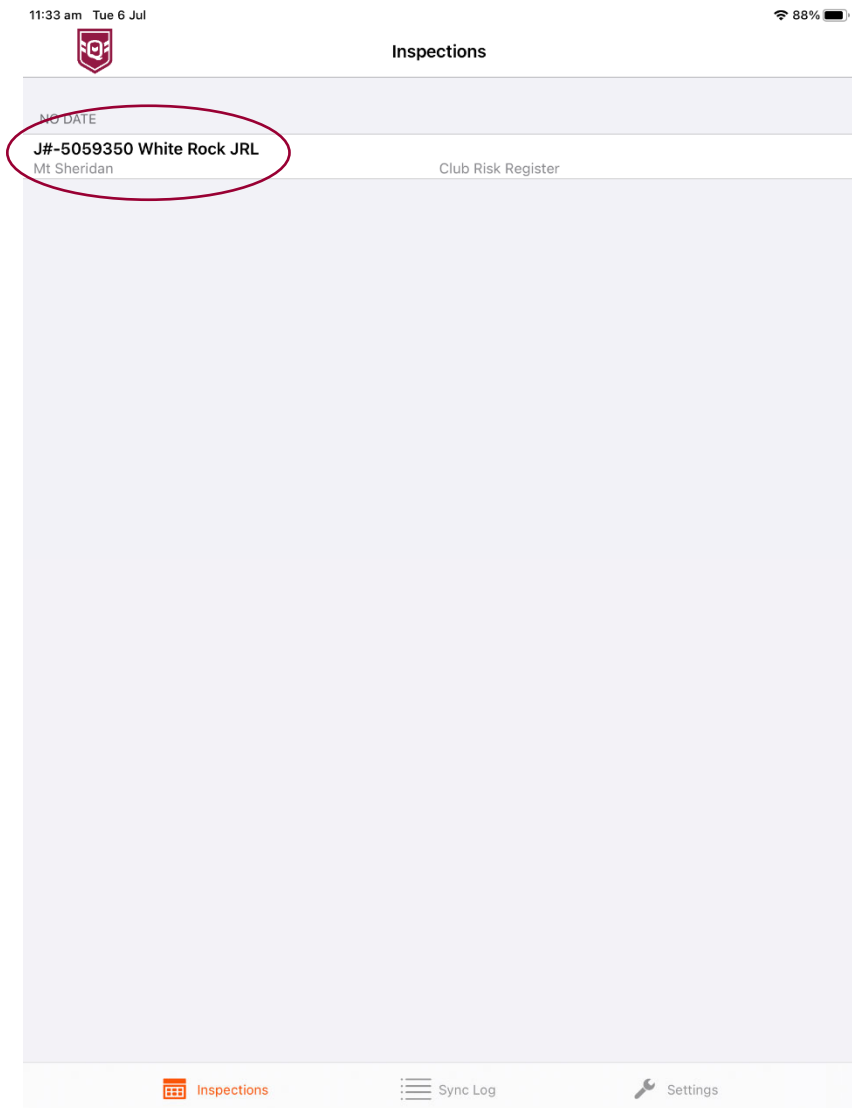 11:33 am Tue 6 Jul 88%
Q
Inspections
NO DATE
J#-5059350 White Rock JRL
Mt Sheridan Club Risk Register
Inspections Sync Log Settings